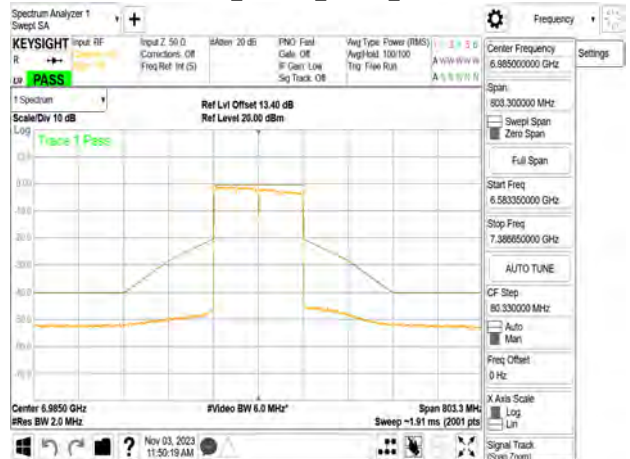 Spectrum Analyzer 1
Swept SA
Frequency
KEYSIGHT
Input: RF
Input Z: 50 Ω
#Atten: 20 dB
PNO: Fast
Avg Type: Power (RMS)
Corrections: Off
Gate: Off
Avg|Hold: 100/100
Freq Ref: Int (S)
IF Gain: Low
Trig: Free Run
Sig Track: Off
R
PASS
Center Frequency
6.985000000 GHz
Settings
Span
803.300000 MHz
Swept Span
Zero Span
Full Span
Start Freq
6.583350000 GHz
Stop Freq
7.386650000 GHz
AUTO TUNE
CF Step
80.330000 MHz
Auto
Man
Freq Offset
0 Hz
X Axis Scale
Log
Lin
Signal Track
(Span Zoom)
1 Spectrum
Ref Lvl Offset 13.40 dB
Scale/Div 10 dB
Ref Level 20.00 dBm
Log
Trace 1 Pass
Center 6.9850 GHz
#Video BW 6.0 MHz*
Span 803.3 MHz
#Res BW 2.0 MHz
Sweep ~1.91 ms (2001 pts
?
Nov 03, 2023
11:50:19 AM